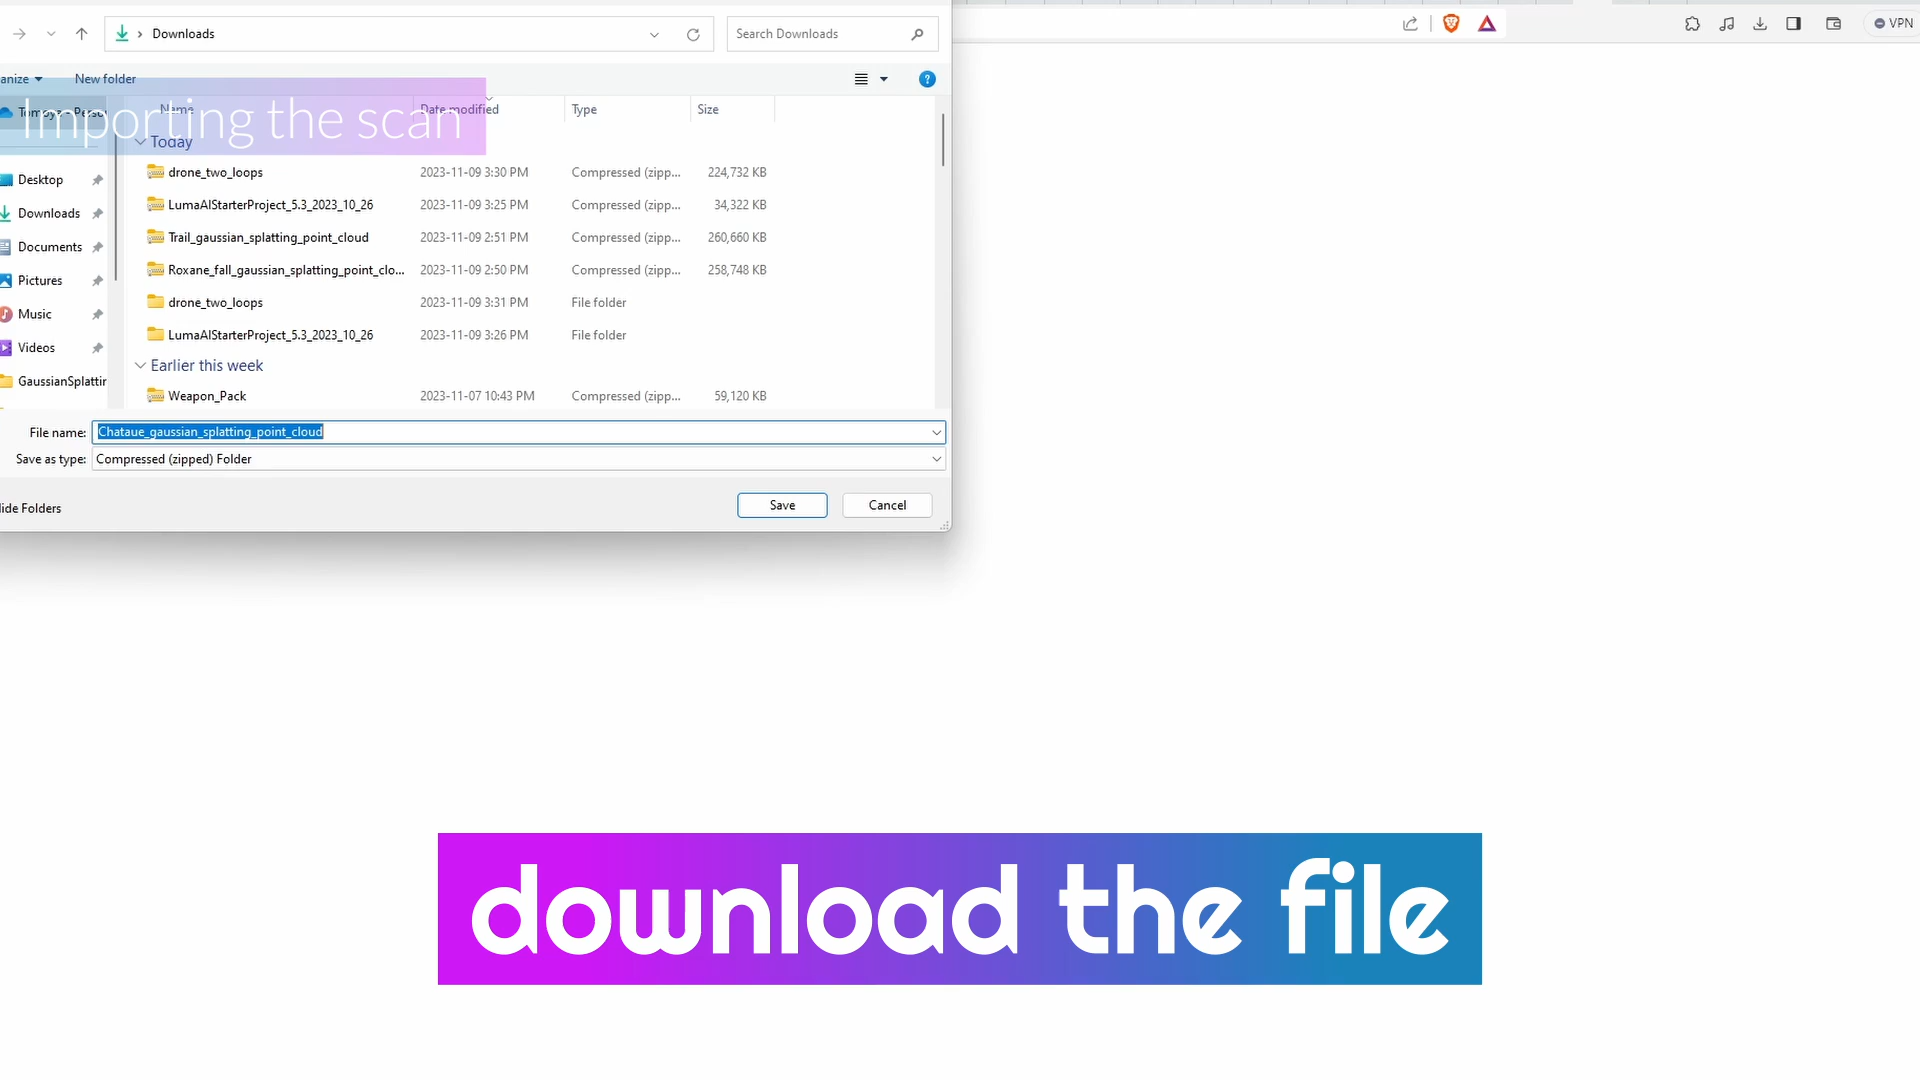 Downloads
Search Downloads
VPN
anize
New folder
Importing the scan
Name
Date modified
Type
Size
Today
drone_two_loops 2023-11-09 3:30 PM Compressed (zipp... 224,732 KB
LumaAIStarterProject_5.3_2023_10_26 2023-11-09 3:25 PM Compressed (zipp... 34,322 KB
Trail_gaussian_splatting_point_cloud 2023-11-09 2:51 PM Compressed (zipp... 260,660 KB
Roxane_fall_gaussian_splatting_point_clo... 2023-11-09 2:50 PM Compressed (zipp... 258,748 KB
drone_two_loops 2023-11-09 3:31 PM File folder
LumaAIStarterProject_5.3_2023_10_26 2023-11-09 3:26 PM File folder
Earlier this week
Weapon_Pack 2023-11-07 10:43 PM Compressed (zipp... 59,120 KB
Desktop
Downloads
Documents
Pictures
Music
Videos
GaussianSplattin
File name: Chataue_gaussian_splatting_point_cloud
Save as type: Compressed (zipped) Folder
lide Folders
Save
Cancel
download the file